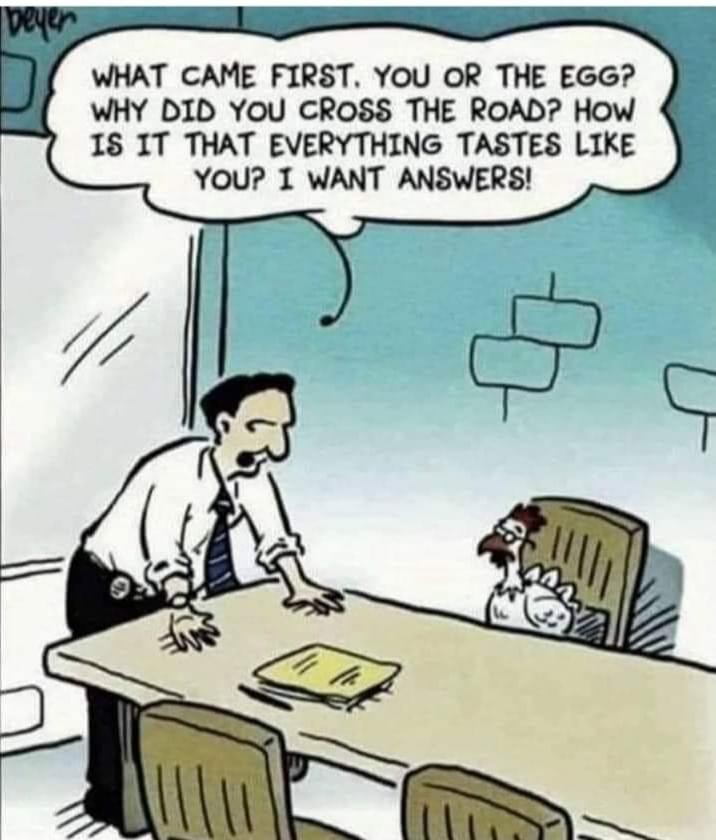 beyer
WHAT CAME FIRST. YOU OR THE EGG?
WHY DID YOU CROSS THE ROAD? HOW
IS IT THAT EVERYTHING TASTES LIKE
YOU? I WANT ANSWERS!